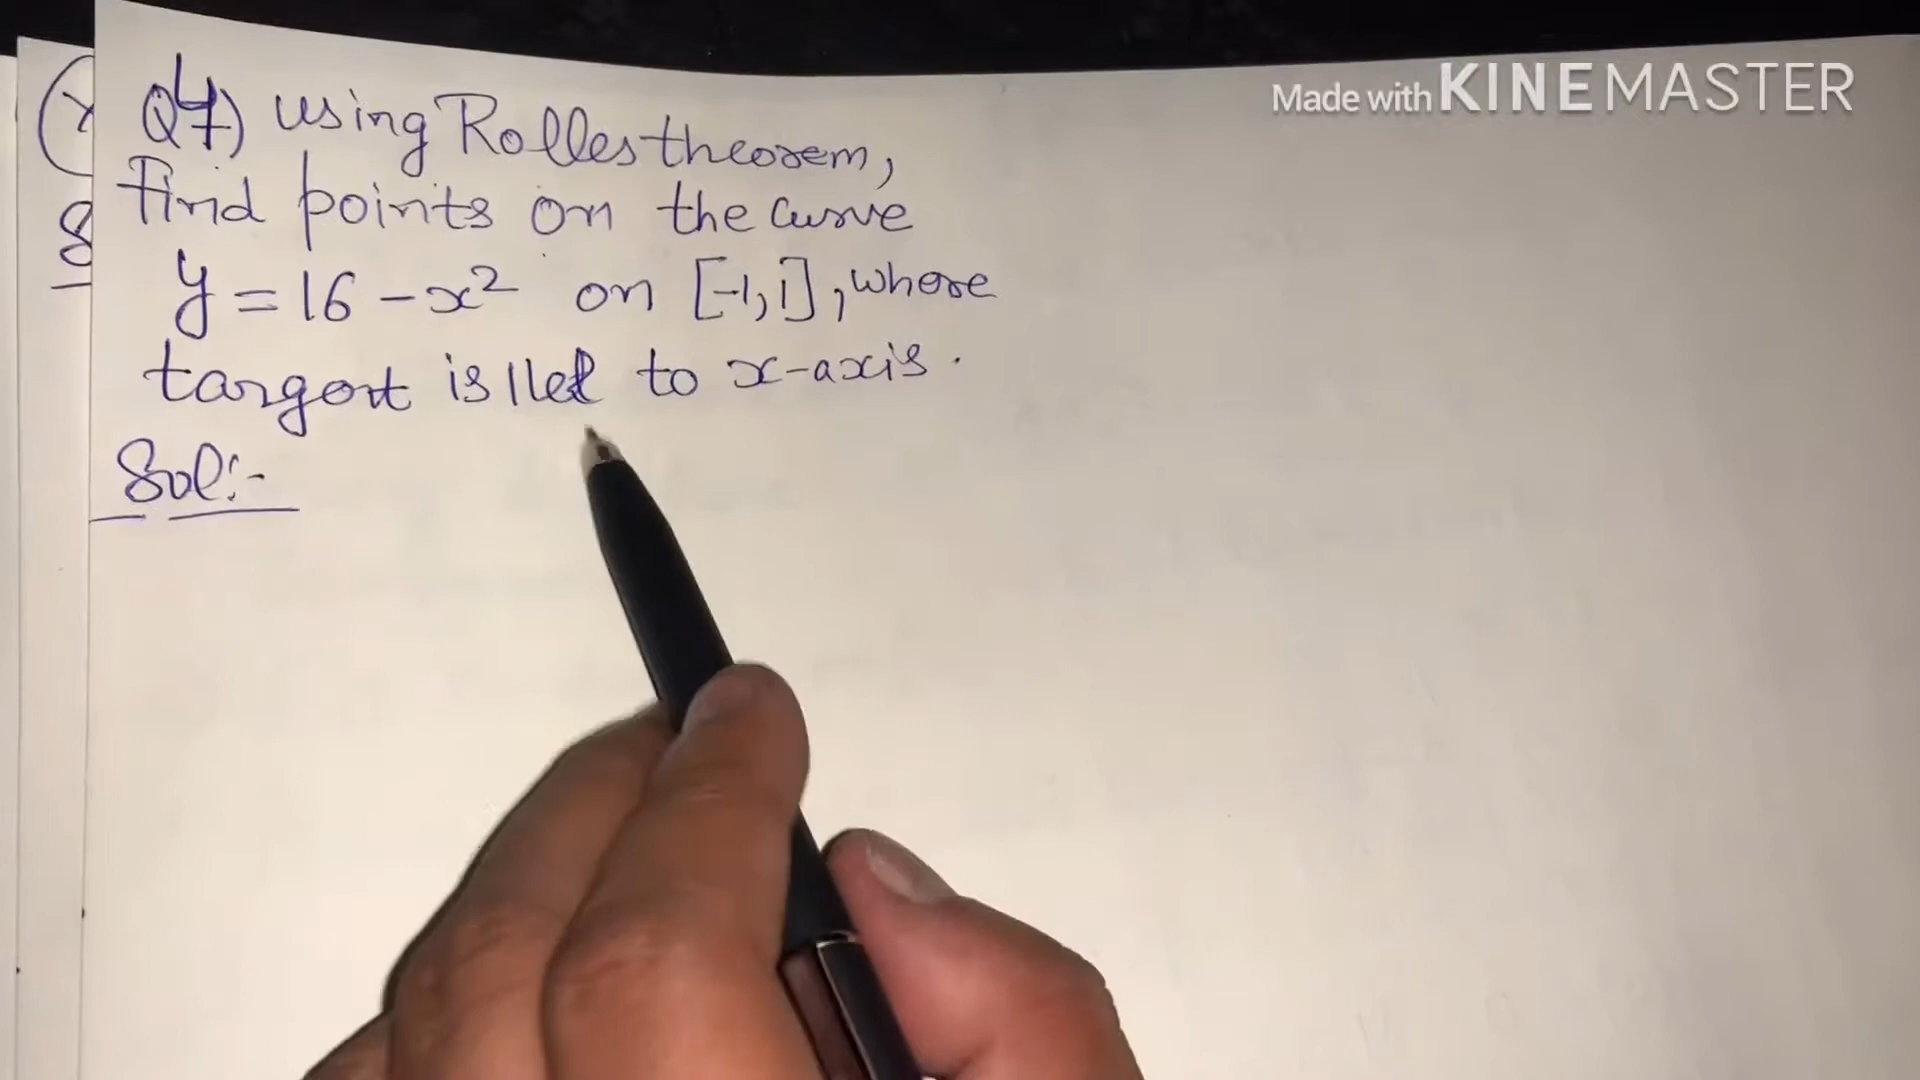 Made with KINEMASTER
Q4) using Rolles theorem,
find points on the curve
y = 16 - x² on [-1, 1], where
tangent is ||el to x-axis.
Sol:-